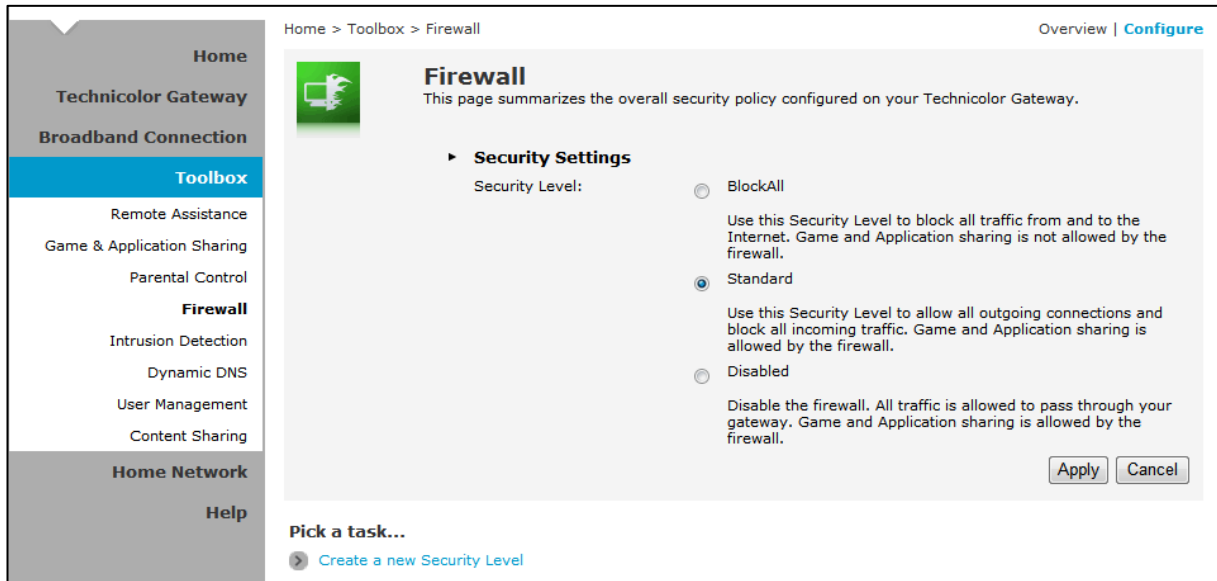 Home > Toolbox > Firewall
Overview | Configure
Home
Technicolor Gateway
Broadband Connection
Toolbox
Remote Assistance
Game & Application Sharing
Parental Control
Firewall
Intrusion Detection
Dynamic DNS
User Management
Content Sharing
Home Network
Help
Firewall
This page summarizes the overall security policy configured on your Technicolor Gateway.
Security Settings
Security Level:
BlockAll
Use this Security Level to block all traffic from and to the
Internet. Game and Application sharing is not allowed by the
firewall.
Standard
Use this Security Level to allow all outgoing connections and
block all incoming traffic. Game and Application sharing is
allowed by the firewall.
Disabled
Disable the firewall. All traffic is allowed to pass through your
gateway. Game and Application sharing is allowed by the
firewall.
Apply
Cancel
Pick a task...
Create a new Security Level